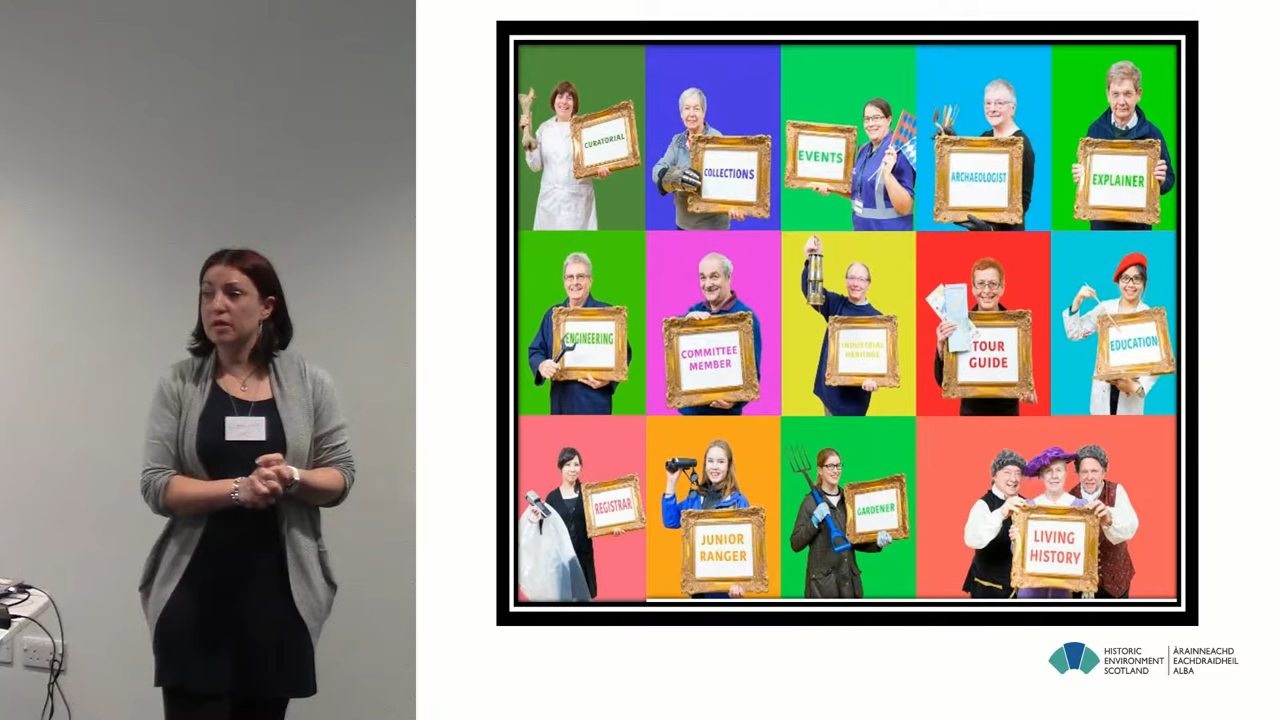 CURATORIAL
COLLECTIONS
EVENTS
ARCHAEOLOGIST
EXPLAINER
ENGINEERING
COMMITTEE
MEMBER
INDUSTRIAL
HERITAGE
TOUR
GUIDE
EDUCATION
REGISTRAR
JUNIOR
RANGER
GARDENER
LIVING
HISTORY
HISTORIC
ENVIRONMENT
SCOTLAND
ÀRAINNEACHD
EACHDRAIDHEIL
ALBA